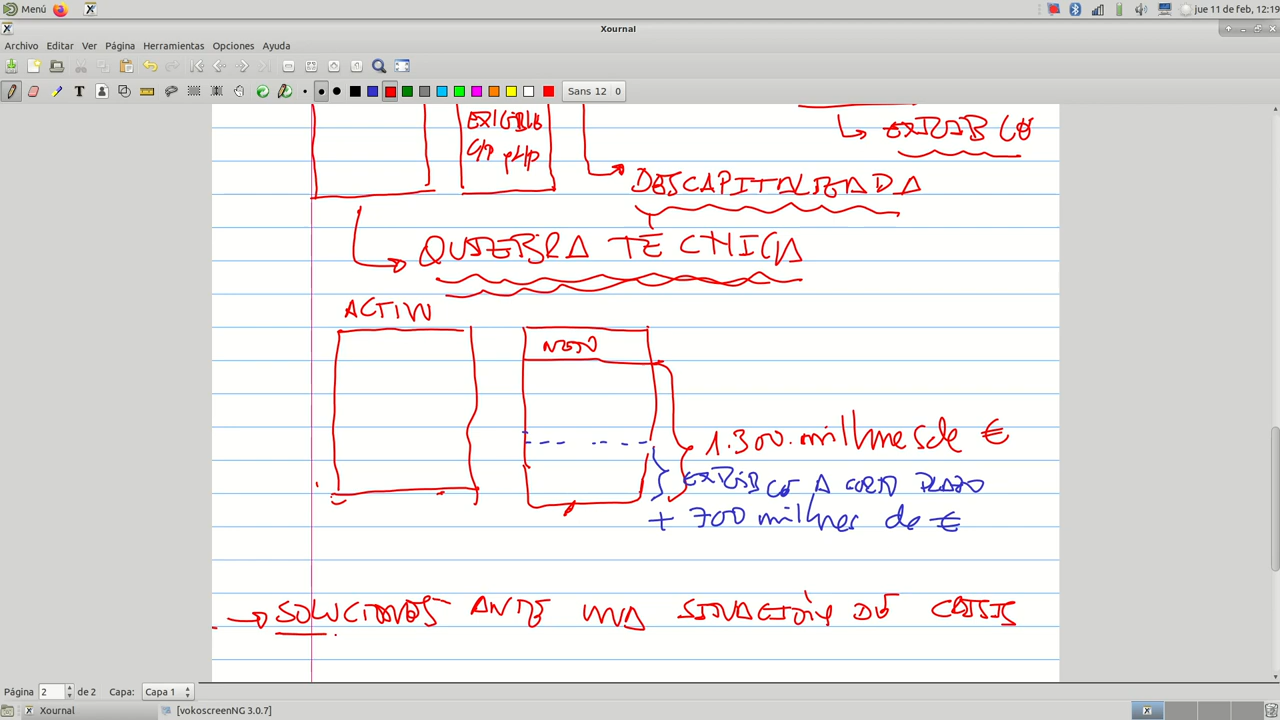 Menú
jue 11 de feb, 12:19
Xournal
Archivo Editar Ver Página Herramientas Opciones Ayuda
Sans 12 0
EXIGIBLE
C/P y L/P
EXTERNO
DESCAPITALIZADA
QUIEBRA TECNICA
ACTIVO
NETO
1.300 millones de €
A CORTO PLAZO
+ 700 millones de €
→ SOLUCIONES ANTE UNA SITUACIÓN DE CRISIS
Página 2 de 2 Capa: Capa 1
Xournal [vokoscreenNG 3.0.7]